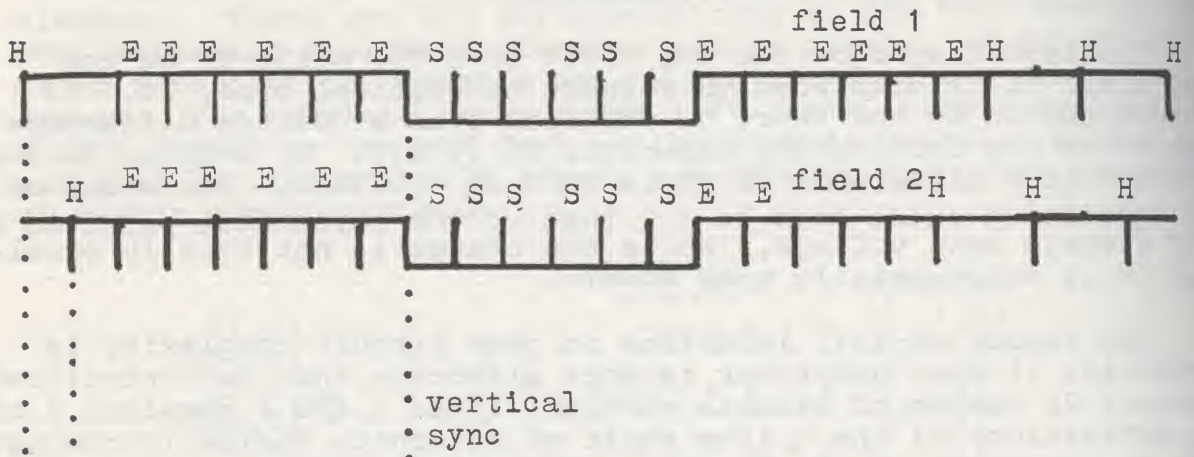 field 1
H E E E E E E S S S S S S E E E E E E H H H
H E E E E E E S S S S S S E E field 2 H H H
vertical
sync